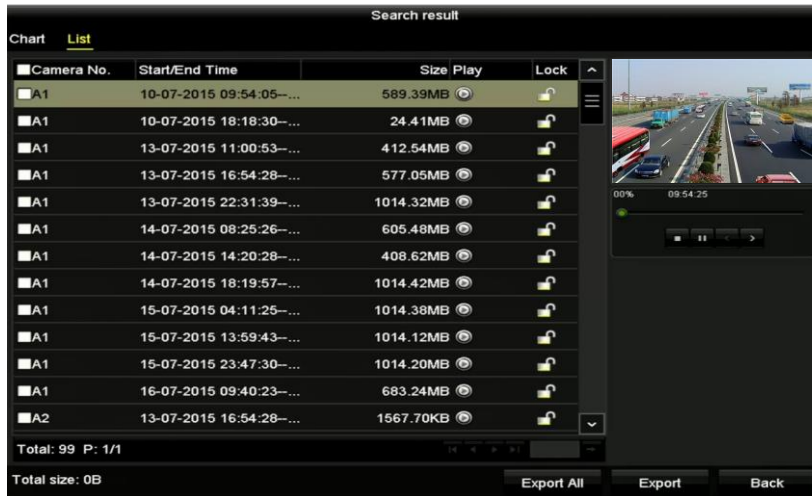 Search result
Chart List
Camera No. Start/End Time Size Play Lock
A1 10-07-2015 09:54:05--... 589.39MB
A1 10-07-2015 18:18:30--... 24.41MB
A1 13-07-2015 11:00:53--... 412.54MB
A1 13-07-2015 16:54:28--... 577.05MB
A1 13-07-2015 22:31:39--... 1014.32MB
A1 14-07-2015 08:25:26--... 605.48MB
A1 14-07-2015 14:20:28--... 408.62MB
A1 14-07-2015 18:19:57--... 1014.42MB
A1 15-07-2015 04:11:25--... 1014.38MB
A1 15-07-2015 13:59:43--... 1014.12MB
A1 15-07-2015 23:47:30--... 1014.20MB
A1 16-07-2015 09:40:23--... 683.24MB
A2 13-07-2015 16:54:28--... 1567.70KB
00% 09:54:25
Total: 99 P: 1/1
Total size: 0B
Export All Export Back